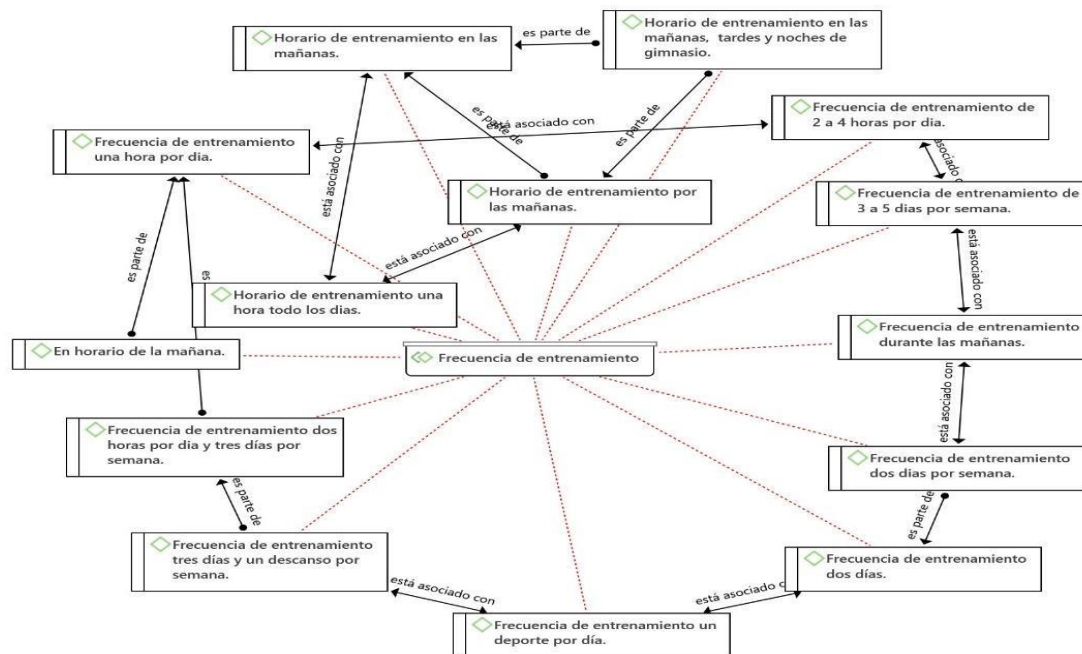 Horario de entrenamiento en las
mañanas.
es parte de
Horario de entrenamiento en las
mañanas, tardes y noches de
gimnasio.
Frecuencia de entrenamiento
una hora por dia.
está asociado con
es parte de
es parte de
Frecuencia de entrenamiento de
2 a 4 horas por dia.
está asociado con
Horario de entrenamiento por
las mañanas.
asociado
Frecuencia de entrenamiento de
3 a 5 dias por semana.
es parte de
está asociado con
está asociado con
es
Horario de entrenamiento una
hora todo los dias.
En horario de la mañana.
Frecuencia de entrenamiento
Frecuencia de entrenamiento
durante las mañanas.
está asociado con
Frecuencia de entrenamiento dos
horas por dia y tres días por
semana.
Frecuencia de entrenamiento
dos dias por semana.
es parte de
es parte de
Frecuencia de entrenamiento
tres días y un descanso por
semana.
Frecuencia de entrenamiento
dos días.
está asociado con
está asociado
Frecuencia de entrenamiento un
deporte por día.